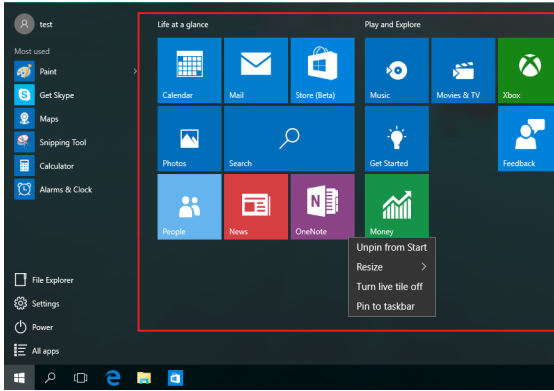 test
Most used
Paint
Get Skype
Maps
Snipping Tool
Calculator
Alarms & Clock
File Explorer
Settings
Power
All apps
Life at a glance
Calendar
Mail
Store (Beta)
Photos
Search
People
News
OneNote
Play and Explore
Music
Movies & TV
Xbox
Get Started
Feedback
Money
Unpin from Start
Resize
Turn live tile off
Pin to taskbar